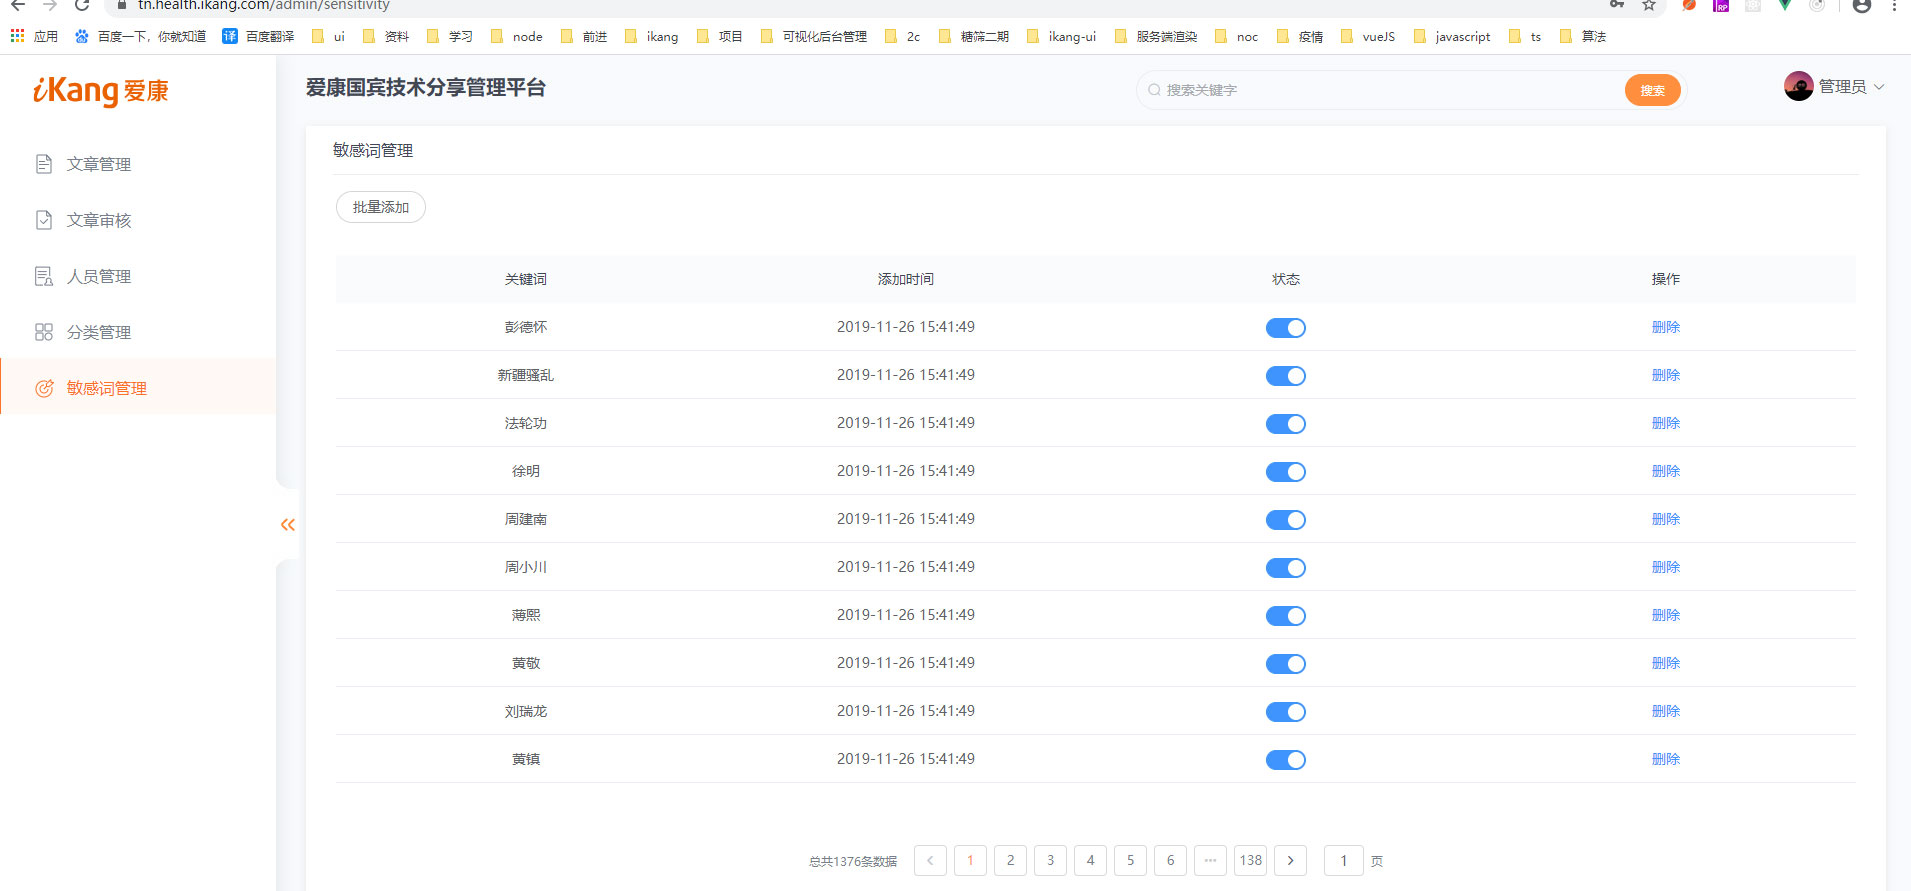 tn.health.ikang.com/admin/sensitivity
应用 百度一下，你就知道 译 百度翻译 ui 资料 学习 node 前进 ikang 项目 可视化后台管理 2c 糖筛二期 ikang-ui 服务端渲染 noc 疫情 vueJS javascript ts 算法
iKang 爱康
爱康国宾技术分享管理平台
搜索关键字 搜索
管理员
文章管理
文章审核
人员管理
分类管理
敏感词管理
敏感词管理
批量添加
关键词 添加时间 状态 操作
彭德怀 2019-11-26 15:41:49 删除
新疆骚乱 2019-11-26 15:41:49 删除
法轮功 2019-11-26 15:41:49 删除
徐明 2019-11-26 15:41:49 删除
周建南 2019-11-26 15:41:49 删除
周小川 2019-11-26 15:41:49 删除
薄熙 2019-11-26 15:41:49 删除
黄敬 2019-11-26 15:41:49 删除
刘瑞龙 2019-11-26 15:41:49 删除
黄镇 2019-11-26 15:41:49 删除
总共1376条数据 1 2 3 4 5 6 ··· 138 1 页